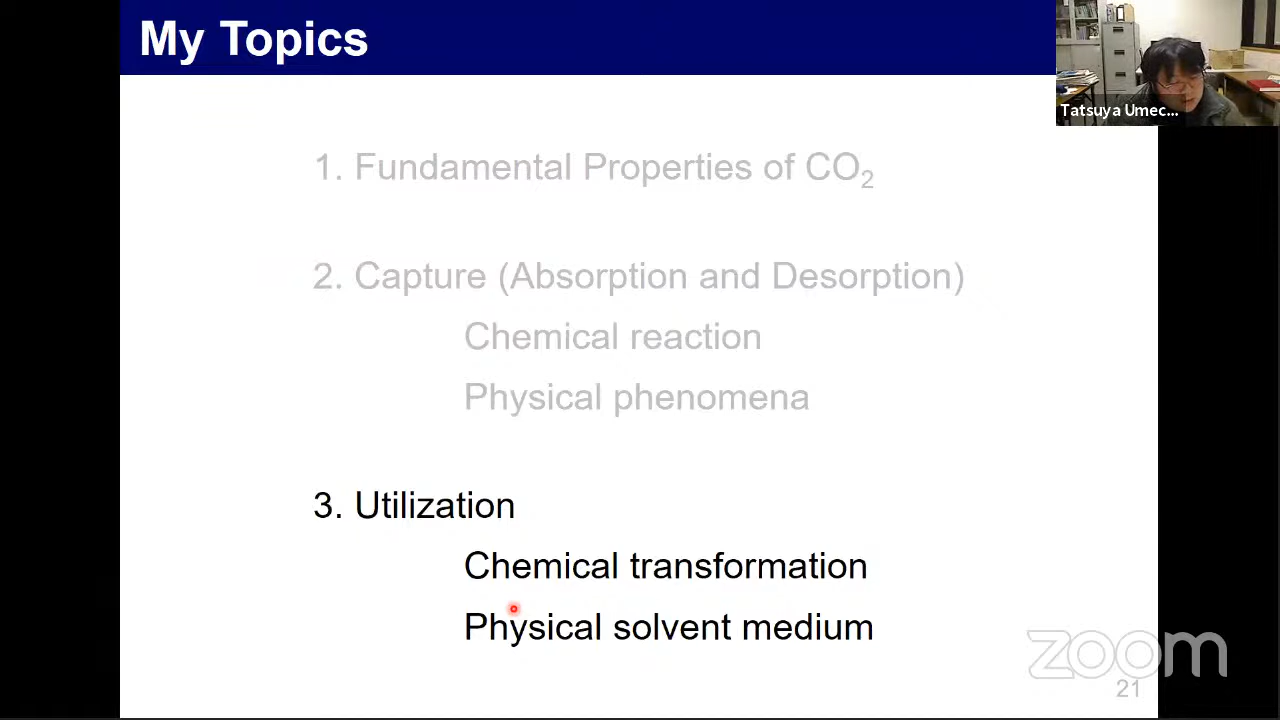 My Topics
Tatsuya Umec...
1. Fundamental Properties of CO₂
2. Capture (Absorption and Desorption)
Chemical reaction
Physical phenomena
3. Utilization
Chemical transformation
Physical solvent medium
zoom
21